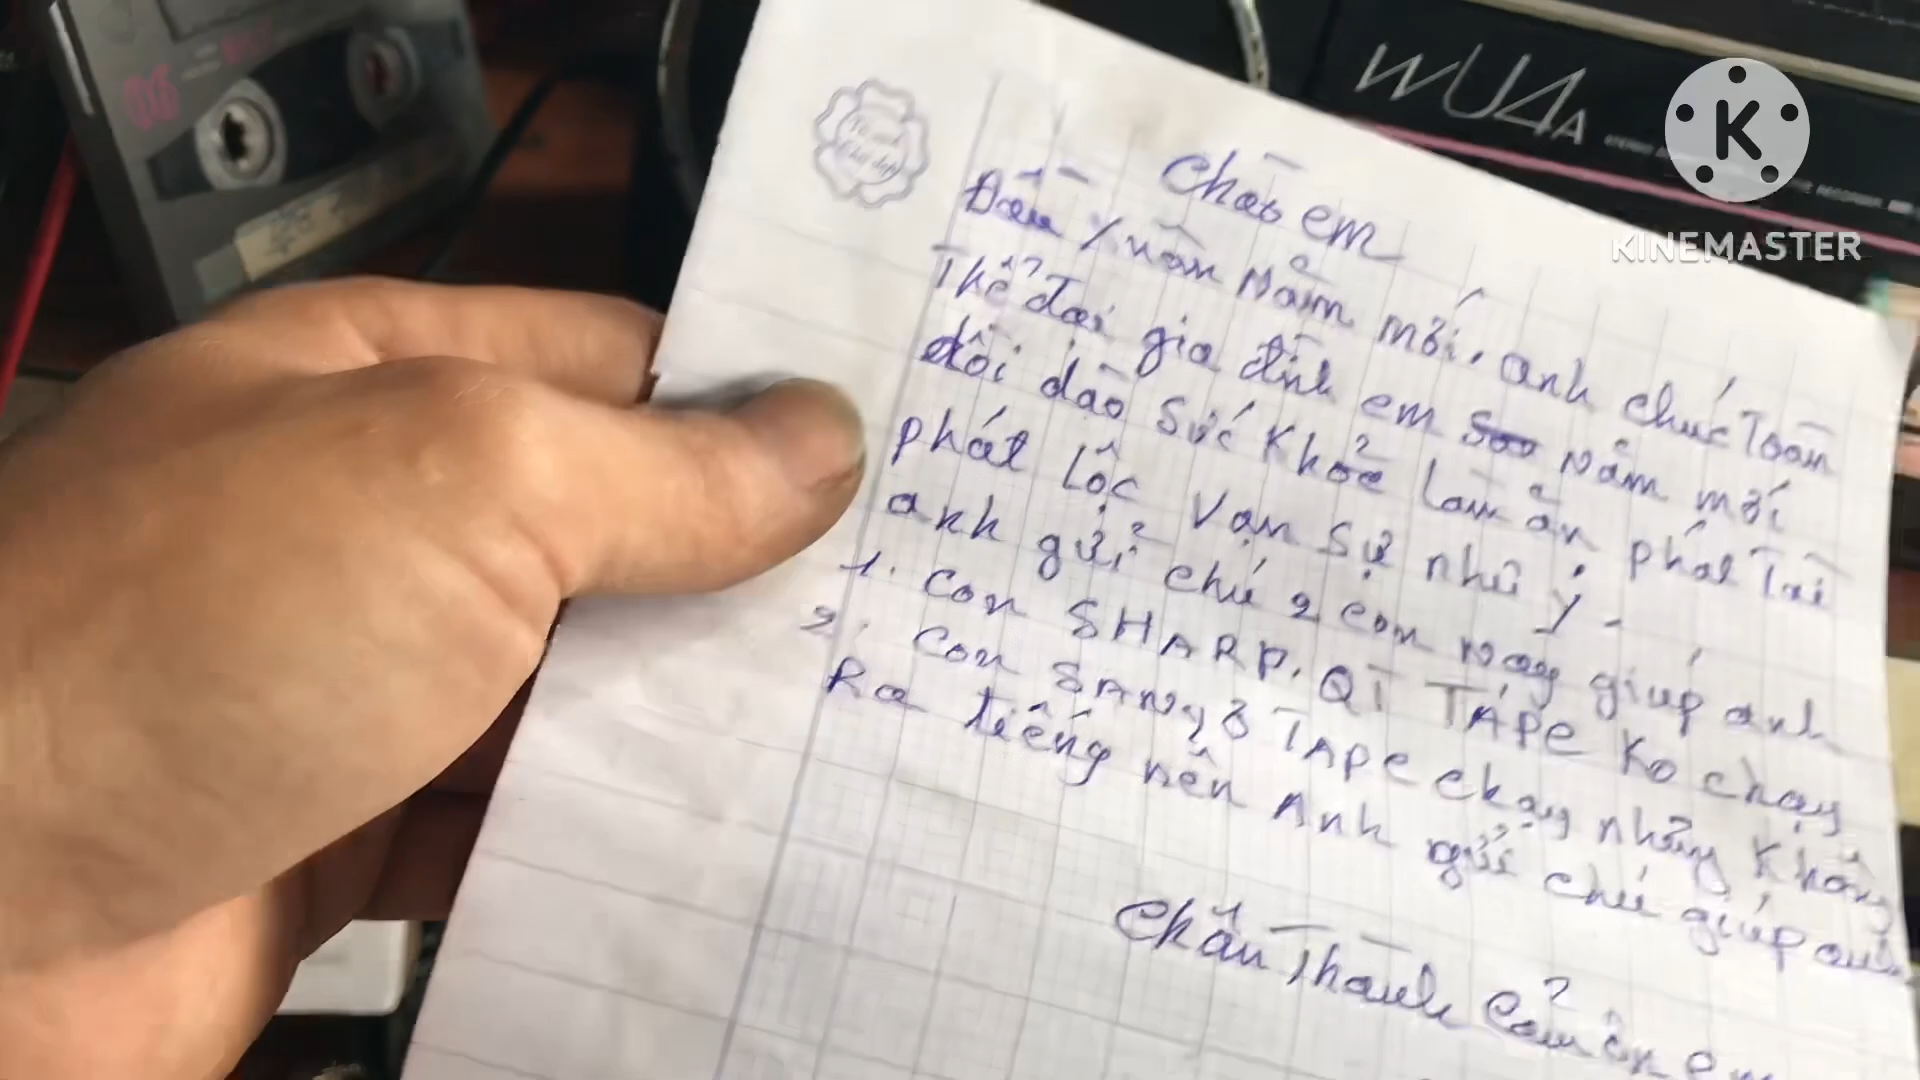 WU4A
KINEMASTER
Chào em
Đầu Xuân Năm mới. anh chúc Toàn
Thể đại gia đình em năm mới
dồi dào Sức Khỏe Làm ăn phát Tài
phát Lộc Vạn Sự như ý.
anh gửi chú 2 con này giúp anh
1. Con SHARP. QT TÁPE Ko chạy
2. Con SANyO TAPE chạy nhưng Không
Ra tiếng nên Anh gửi chú giúp anh
Chân Thành Cảm ơn em